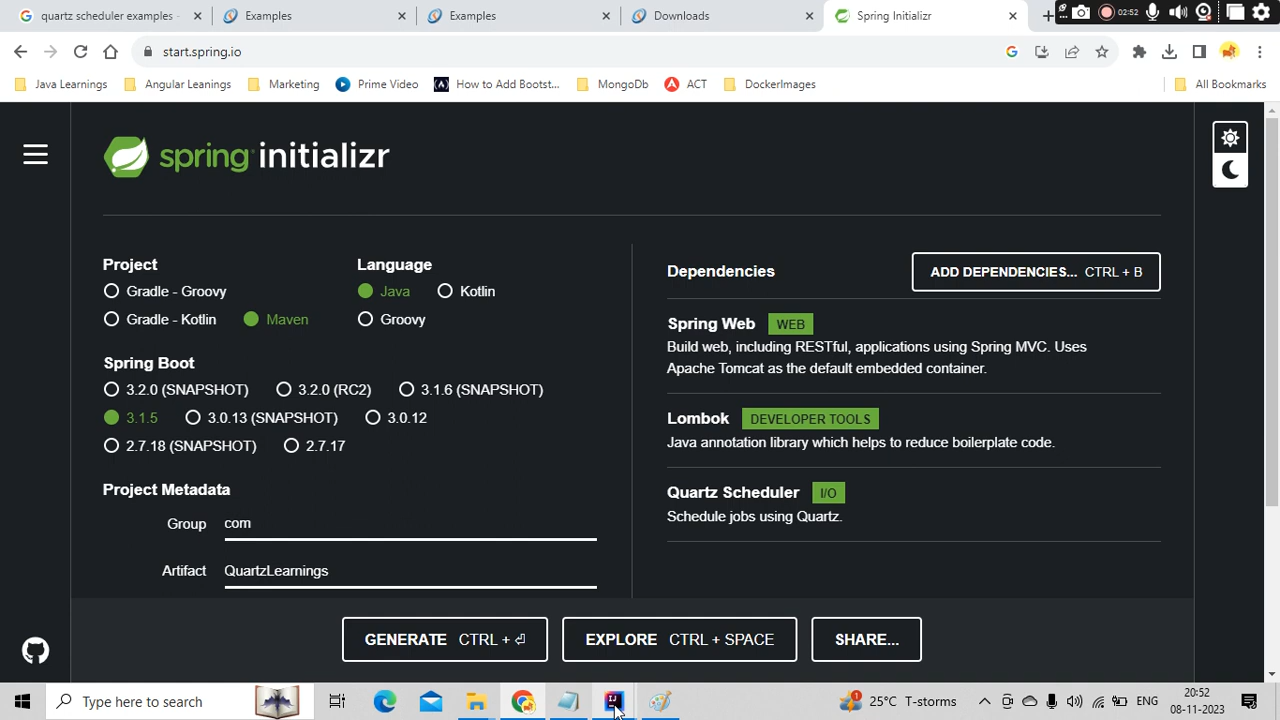 quartz scheduler examples -
Examples
Examples
Downloads
Spring Initializr
02:52
start.spring.io
Java Learnings
Angular Leanings
Marketing
Prime Video
How to Add Bootst...
MongoDb
ACT
DockerImages
All Bookmarks
spring initializr
Project
Gradle - Groovy
Gradle - Kotlin
Maven
Language
Java
Kotlin
Groovy
Spring Boot
3.2.0 (SNAPSHOT)
3.2.0 (RC2)
3.1.6 (SNAPSHOT)
3.1.5
3.0.13 (SNAPSHOT)
3.0.12
2.7.18 (SNAPSHOT)
2.7.17
Project Metadata
Group com
Artifact QuartzLearnings
Dependencies
ADD DEPENDENCIES... CTRL + B
Spring Web WEB
Build web, including RESTful, applications using Spring MVC. Uses
Apache Tomcat as the default embedded container.
Lombok DEVELOPER TOOLS
Java annotation library which helps to reduce boilerplate code.
Quartz Scheduler I/O
Schedule jobs using Quartz.
GENERATE CTRL + ⏎
EXPLORE CTRL + SPACE
SHARE...
Type here to search
1
25°C T-storms
ENG
20:52
08-11-2023